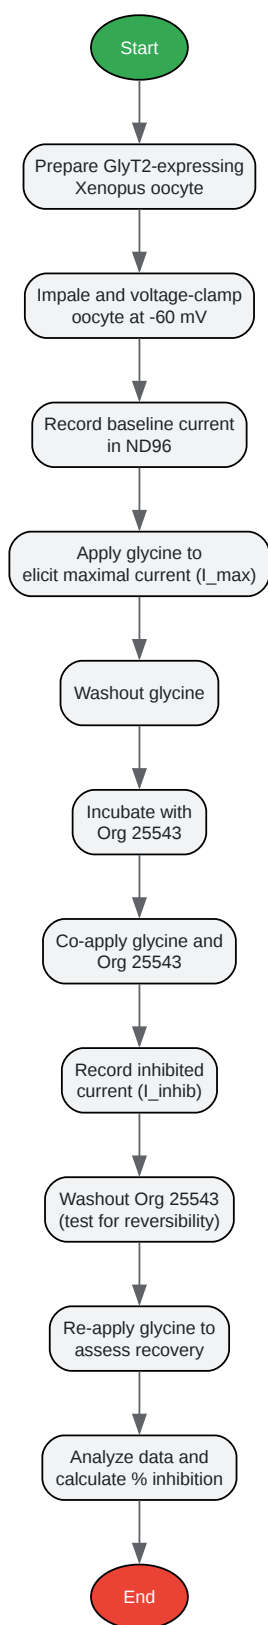 Start
Prepare GlyT2-expressing
Xenopus oocyte
Impale and voltage-clamp
oocyte at -60 mV
Record baseline current
in ND96
Apply glycine to
elicit maximal current (I_max)
Washout glycine
Incubate with
Org 25543
Co-apply glycine and
Org 25543
Record inhibited
current (I_inhib)
Washout Org 25543
(test for reversibility)
Re-apply glycine to
assess recovery
Analyze data and
calculate % inhibition
End